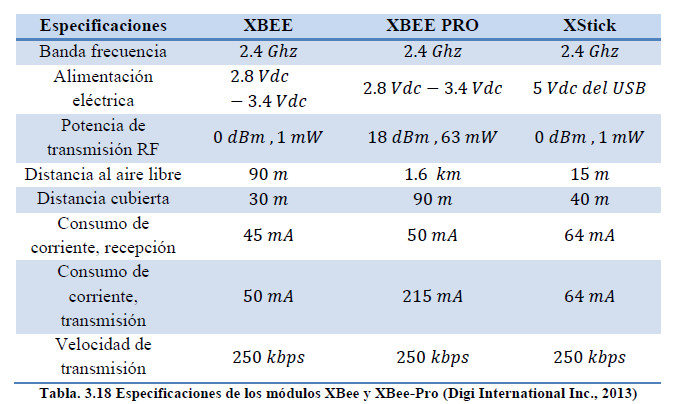 Especificaciones XBEE XBEE PRO XStick
Banda frecuencia 2.4 Ghz 2.4 Ghz 2.4 Ghz
Alimentación eléctrica 2.8 Vdc − 3.4 Vdc 2.8 Vdc − 3.4 Vdc 5 Vdc del USB
Potencia de transmisión RF 0 dBm , 1 mW 18 dBm , 63 mW 0 dBm , 1 mW
Distancia al aire libre 90 m 1.6 km 15 m
Distancia cubierta 30 m 90 m 40 m
Consumo de corriente, recepción 45 mA 50 mA 64 mA
Consumo de corriente, transmisión 50 mA 215 mA 64 mA
Velocidad de transmisión 250 kbps 250 kbps 250 kbps
Tabla. 3.18 Especificaciones de los módulos XBee y XBee-Pro (Digi International Inc., 2013)